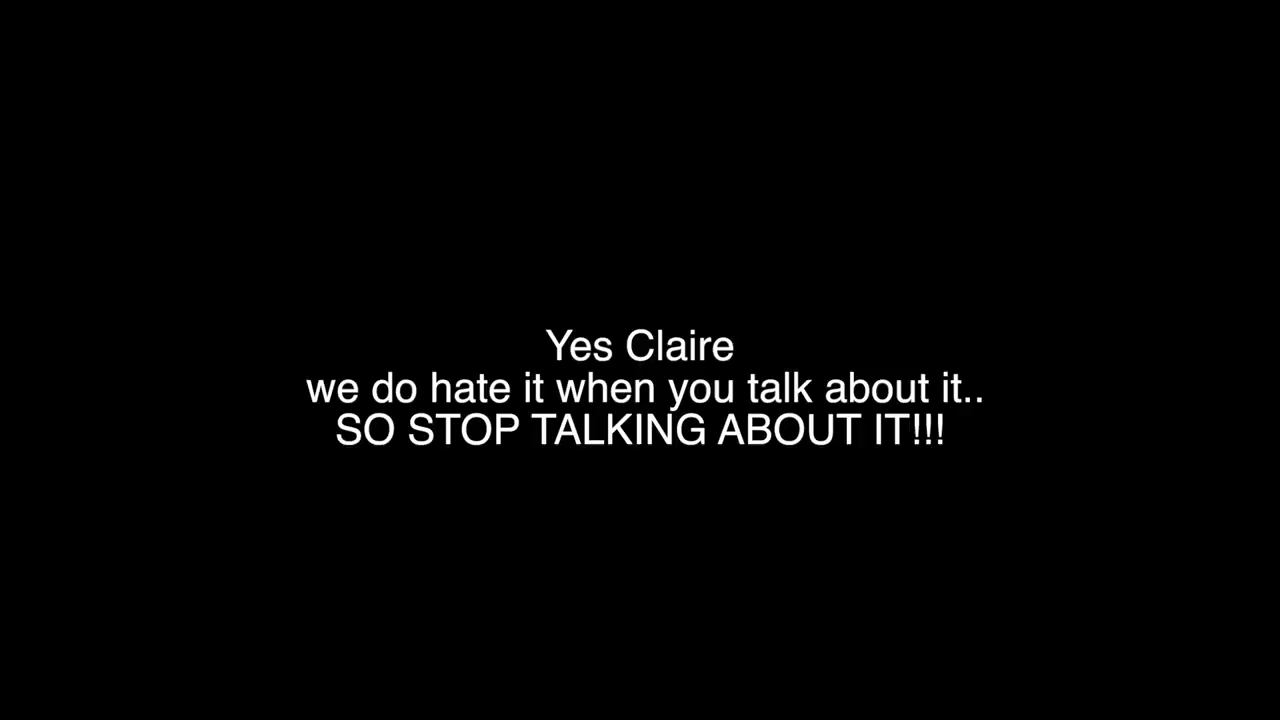 Yes Claire
we do hate it when you talk about it..
SO STOP TALKING ABOUT IT!!!